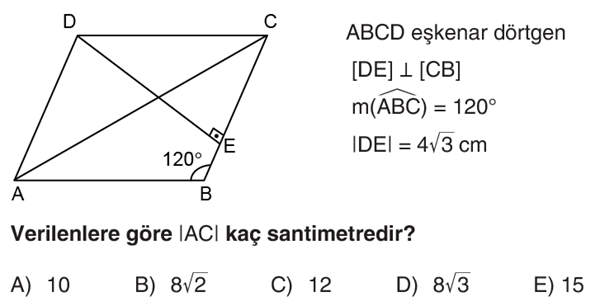 D
C
120°
E
A
B
ABCD eşkenar dörtgen
[DE] ⊥ [CB]
m(ABC) = 120°
|DE| = 4√3 cm
Verilenlere göre |AC| kaç santimetredir?
A) 10 B) 8√2 C) 12 D) 8√3 E) 15